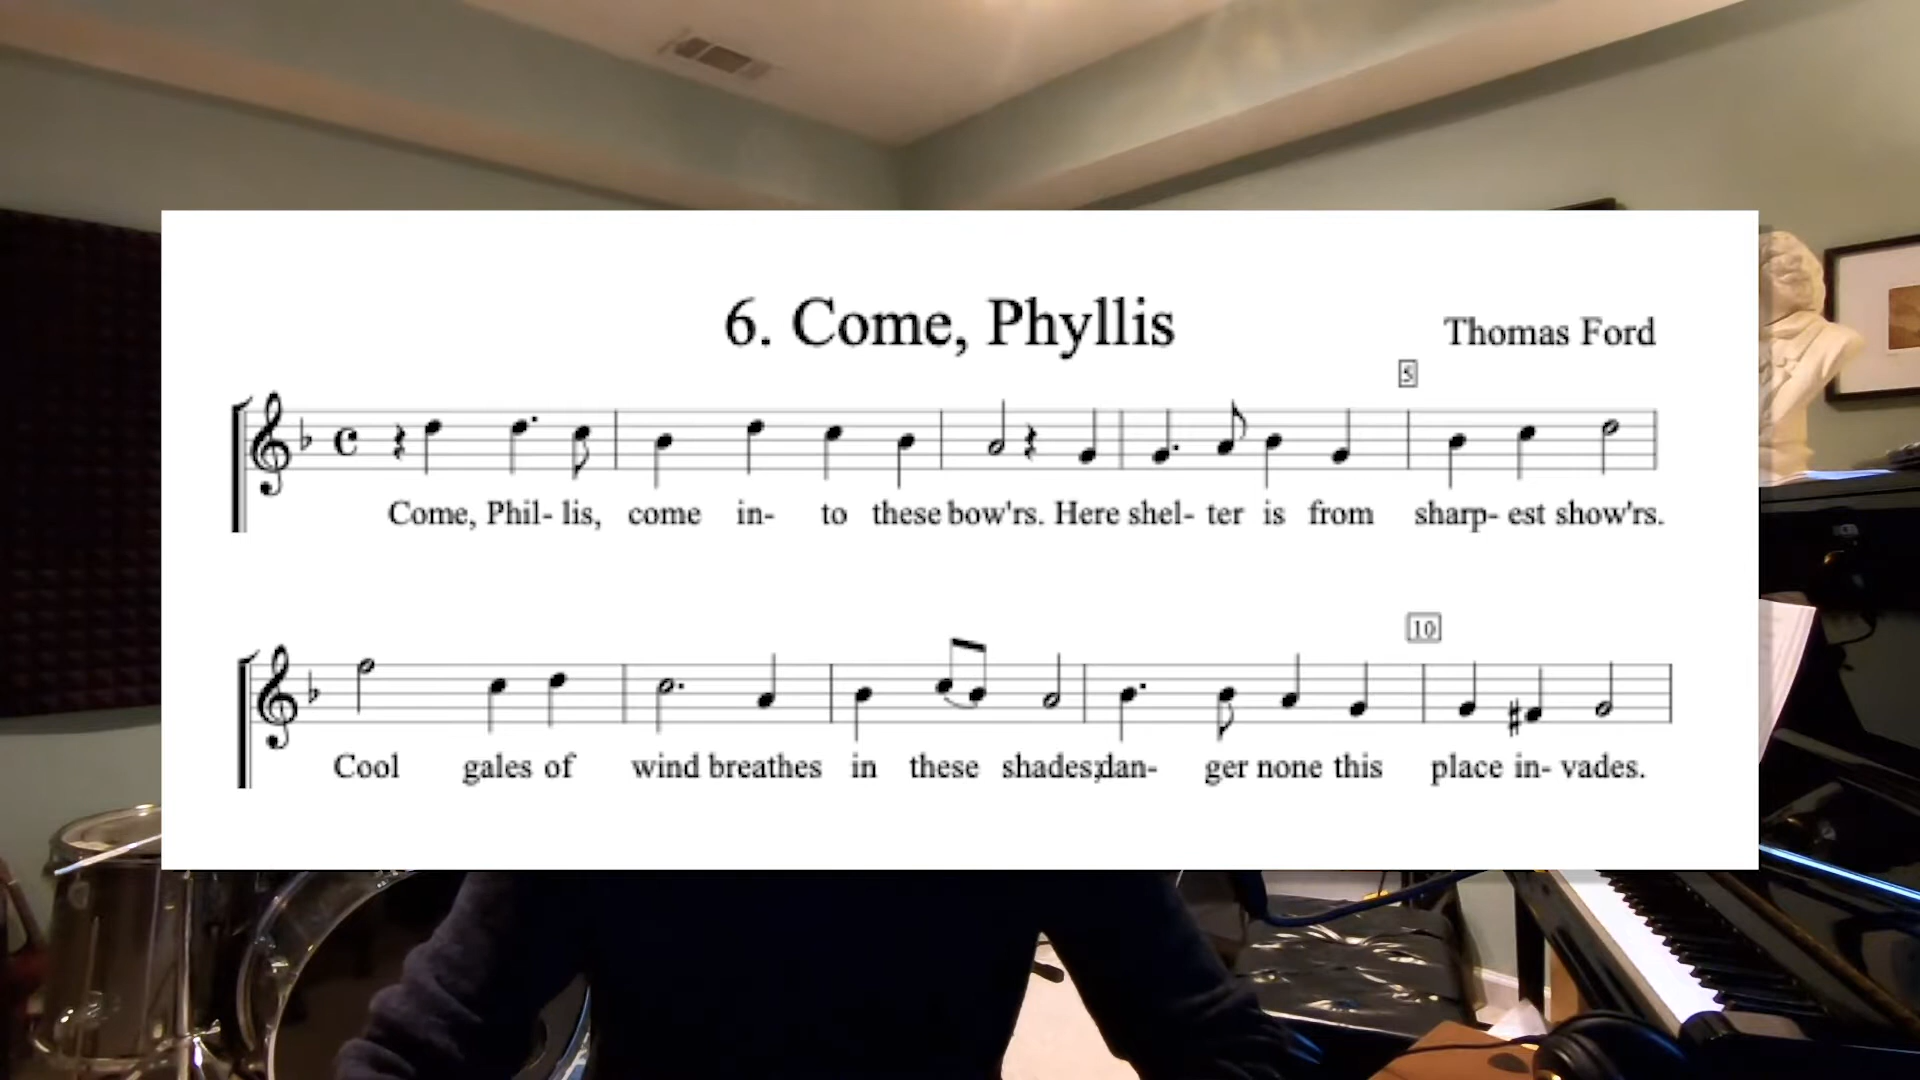 6. Come, Phyllis
Thomas Ford
5
Come, Phil- lis, come in- to these bow'rs. Here shel- ter is from sharp- est show'rs.
10
Cool gales of wind breathes in these shades; dan- ger none this place in- vades.